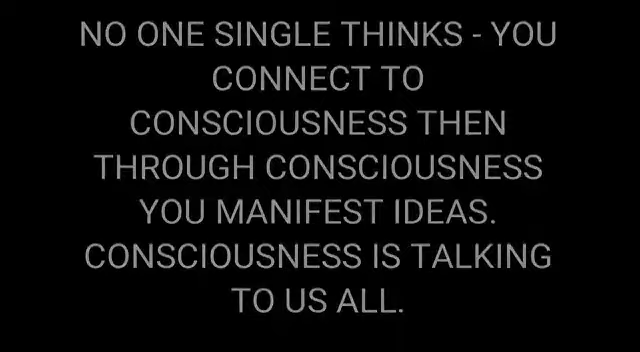 NO ONE SINGLE THINKS - YOU
CONNECT TO
CONSCIOUSNESS THEN
THROUGH CONSCIOUSNESS
YOU MANIFEST IDEAS.
CONSCIOUSNESS IS TALKING
TO US ALL.